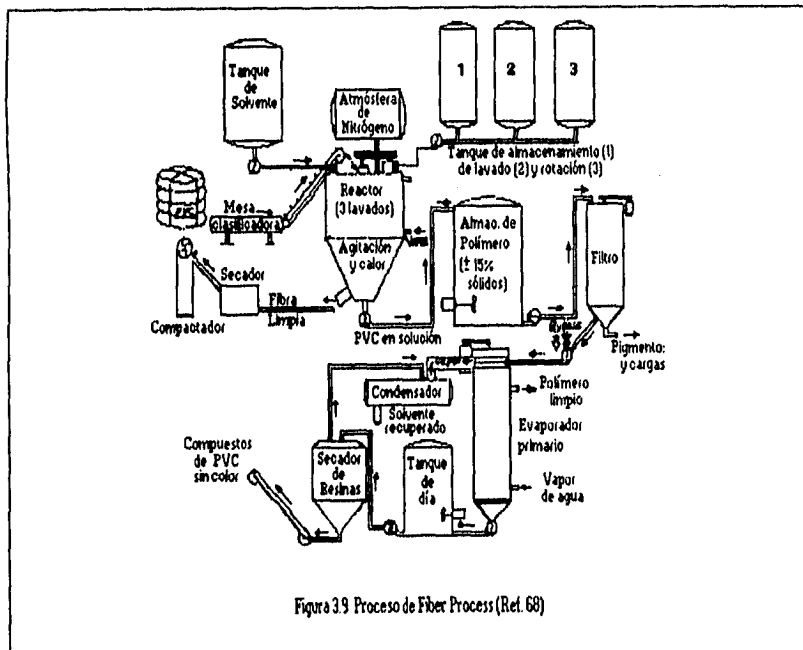 Tanque
de
Solvente
Atmósfera
de
Nitrógeno
1
2
3
Tanque de almacenamiento (1)
de lavado (2) y rotación (3)
PVC
Mesa
clasificadora
Reactor
(3 lavados)
Agitación
y calor
Almac. de
Polímero
(± 15%
sólidos)
Filtro
Secador
Compactador
Fibra
Limpia
PVC en solución
Pigmento:
y cargas
Condensador
Solvente
recuperado
Polímero
limpio
Evaporador
primario
Vapor
de agua
Compuestos
de PVC
sin color
Secador
de
Resinas
Tanque
de
día
Figura 3.9 Proceso de Fiber Process (Ref. 68)